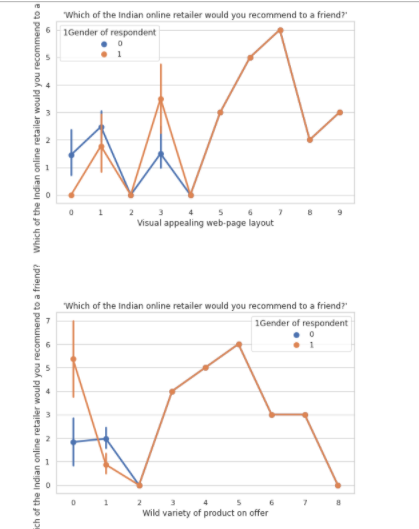 'Which of the Indian online retailer would you recommend to a friend?'
Which of the Indian online retailer would you recommend to a
1Gender of respondent
0
1
6
5
4
3
2
1
0
0 1 2 3 4 5 6 7 8 9
Visual appealing web-page layout
'Which of the Indian online retailer would you recommend to a friend?'
ich of the Indian online retailer would you recommend to a friend?
1Gender of respondent
0
1
7
6
5
4
3
2
1
0
0 1 2 3 4 5 6 7 8
Wild variety of product on offer